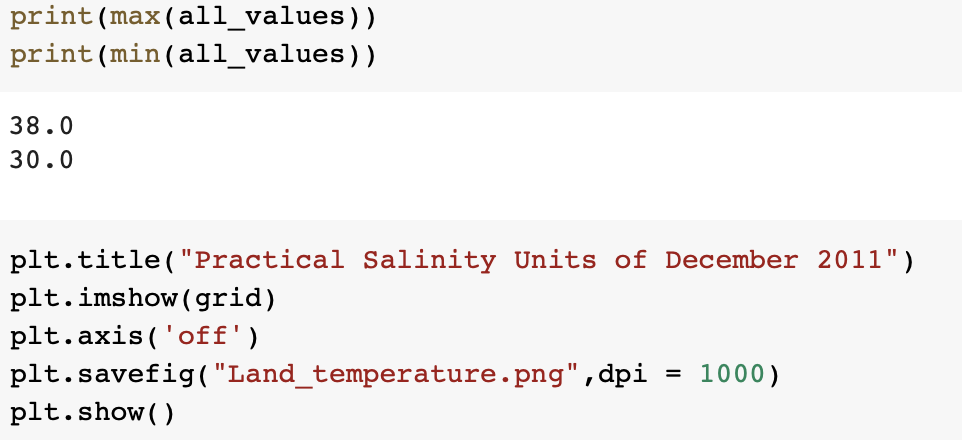 print(max(all_values))
print(min(all_values))
38.0
30.0
plt.title("Practical Salinity Units of December 2011")
plt.imshow(grid)
plt.axis('off')
plt.savefig("Land_temperature.png",dpi = 1000)
plt.show()